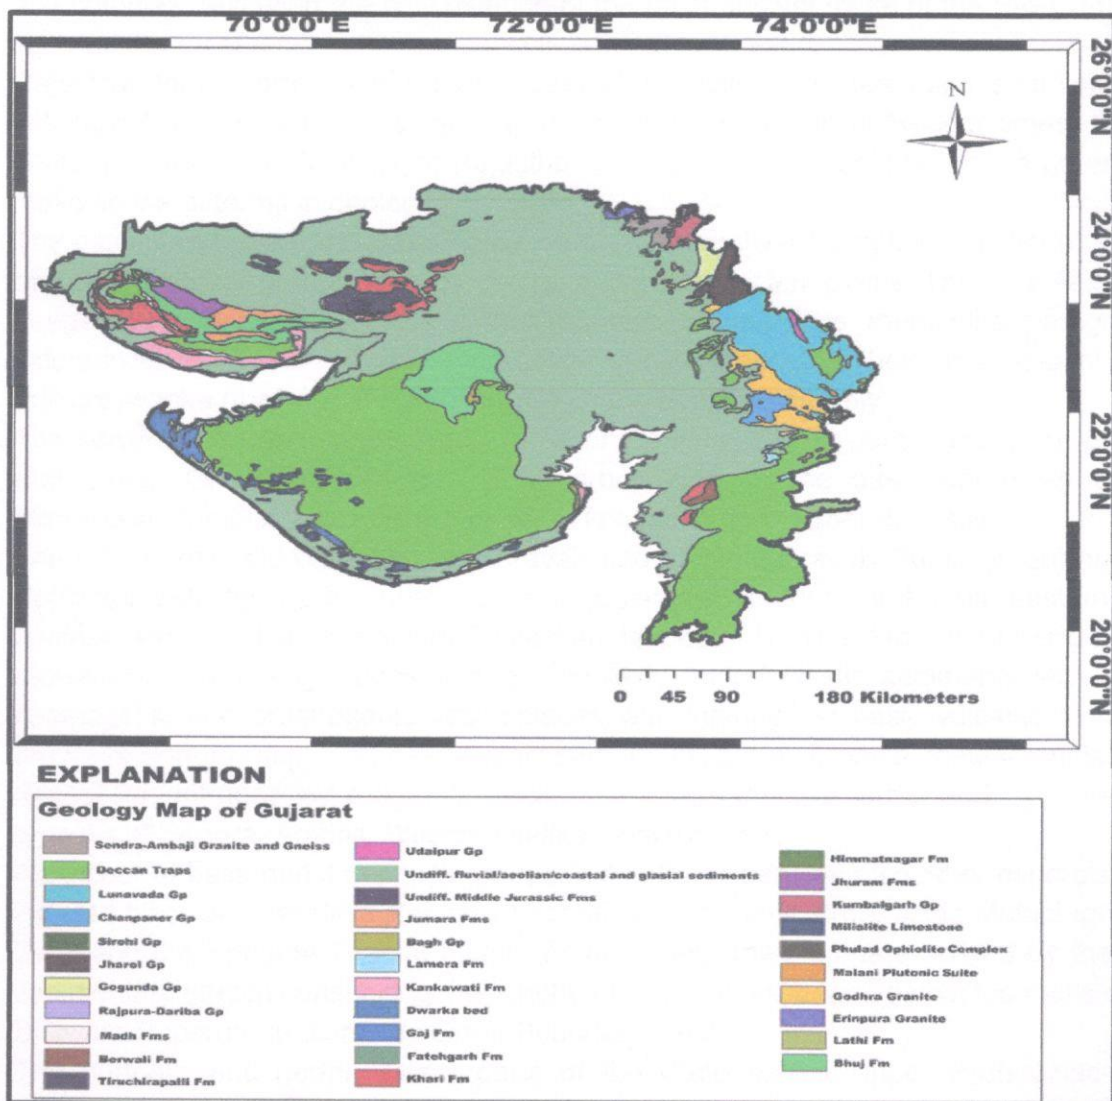 70°0'0"E 72°0'0"E 74°0'0"E
26°0'0"N
N
24°0'0"N
22°0'0"N
20°0'0"N
0 45 90 180 Kilometers
EXPLANATION
Geology Map of Gujarat
Sendra-Ambaji Granite and Gneiss
Deccan Traps
Lunavada Gp
Chanpaner Gp
Sirohi Gp
Jharol Gp
Gogunda Gp
Rajpura-Dariba Gp
Madh Fms
Berwali Fm
Tiruchirapalli Fm
Udaipur Gp
Undiff. fluvial/aeolian/coastal and glasial sediments
Undiff. Middle Jurassic Fms
Jumara Fms
Bagh Gp
Lamera Fm
Kankawati Fm
Dwarka bed
Gaj Fm
Fatehgarh Fm
Khari Fm
Himmatnagar Fm
Jhuram Fms
Kumbalgarh Gp
Milialite Limestone
Phulad Ophiolite Complex
Malani Plutonic Suite
Godhra Granite
Erinpura Granite
Lathi Fm
Bhuj Fm